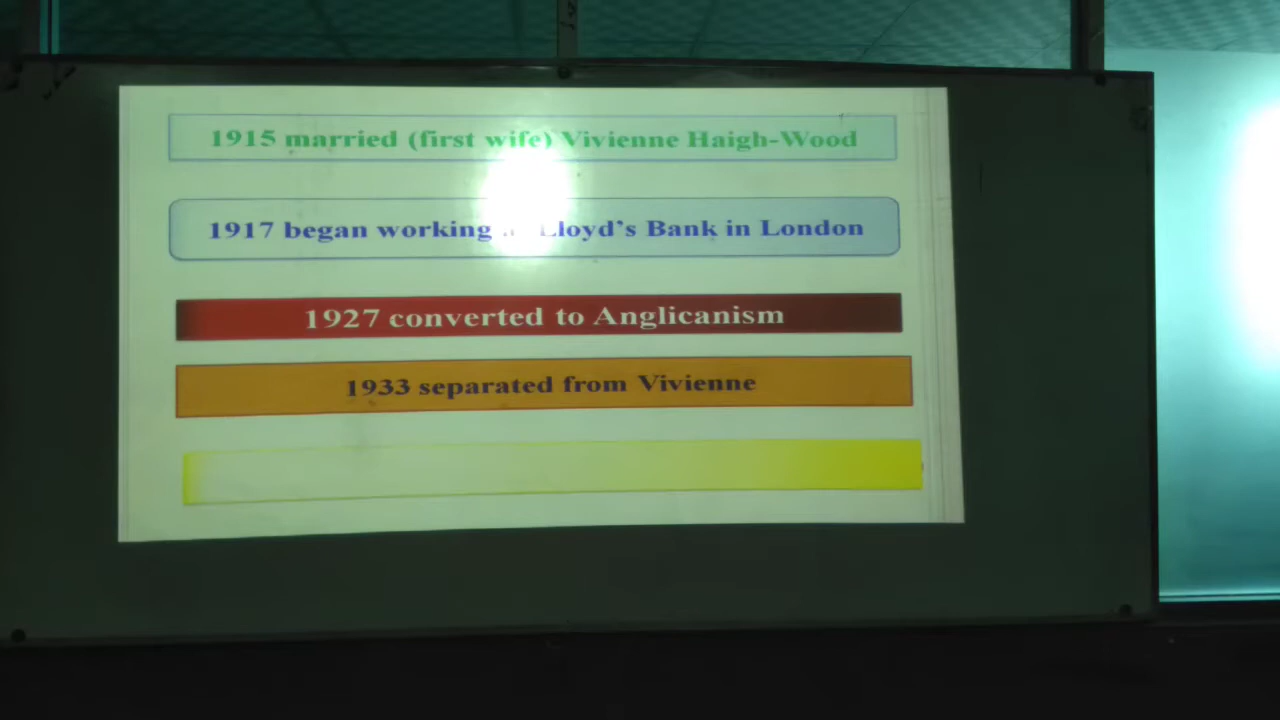 1915 married (first wife) Vivienne Haigh-Wood
1917 began working Lloyd's Bank in London
1927 converted to Anglicanism
1933 separated from Vivienne